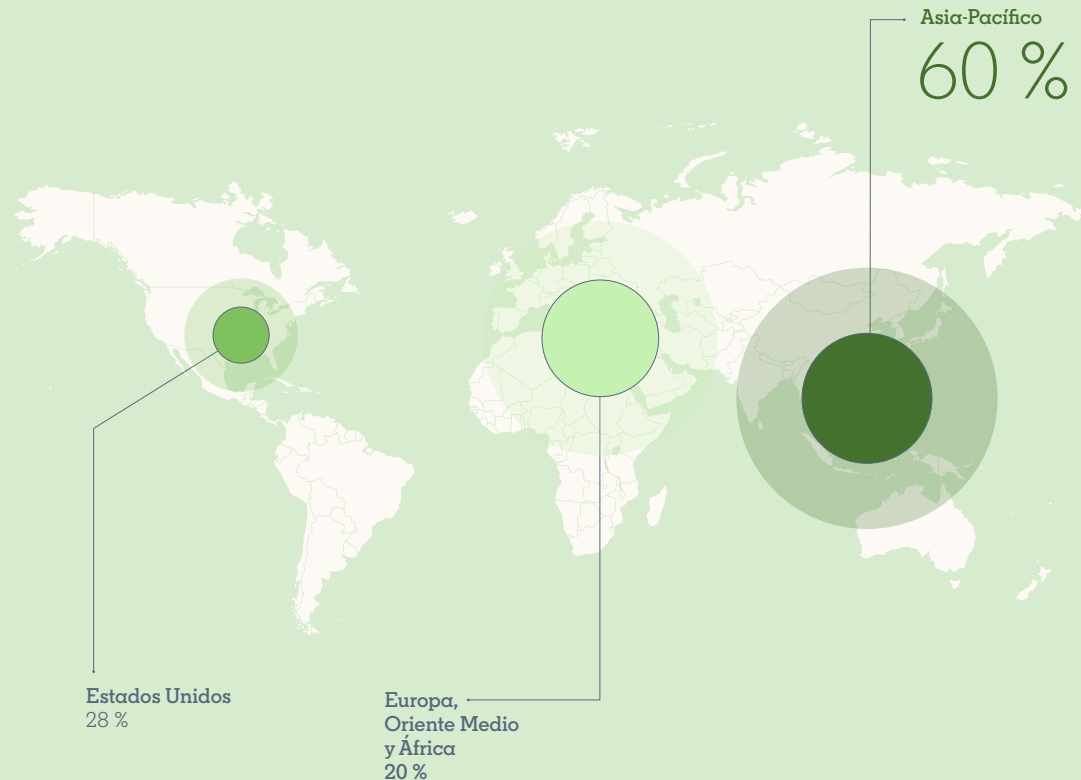 Asia-Pacífico
60 %
Estados Unidos
28 %
Europa,
Oriente Medio
y África
20 %